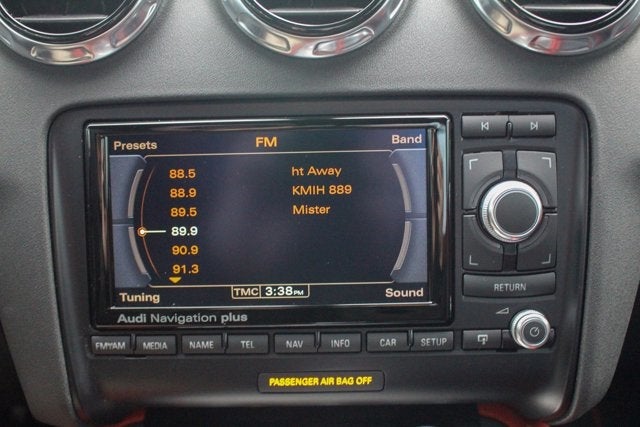 Presets FM Band
88.5 ht Away
88.9 KMIH 889
89.5 Mister
89.9
90.9
91.3
Tuning TMC 3:38PM Sound
Audi Navigation plus
RETURN
FM/AM MEDIA NAME TEL NAV INFO CAR SETUP
PASSENGER AIR BAG OFF